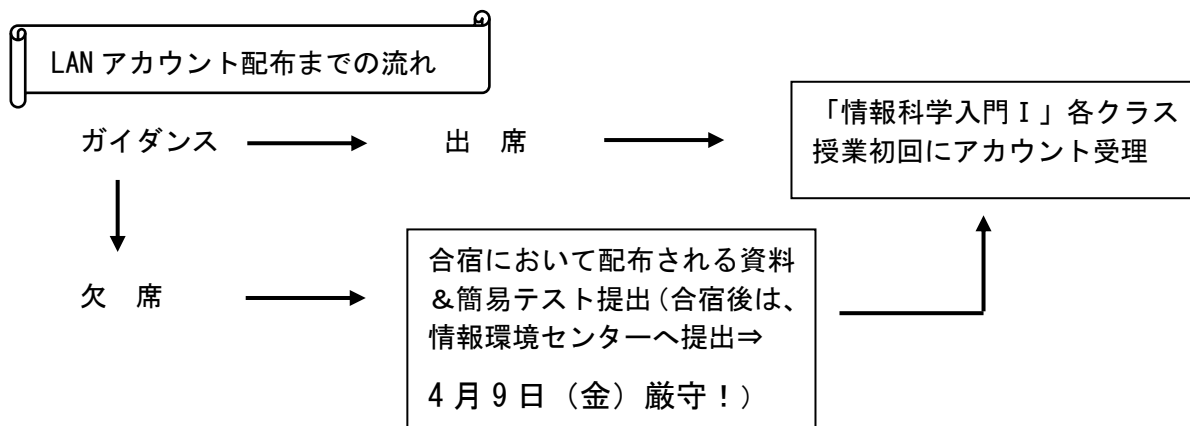 LAN アカウント配布までの流れ
ガイダンス
出　席
「情報科学入門Ⅰ」各クラス
授業初回にアカウント受理
欠　席
合宿において配布される資料
＆簡易テスト提出（合宿後は、
情報環境センターへ提出⇒
4 月 9 日（金）厳守！）